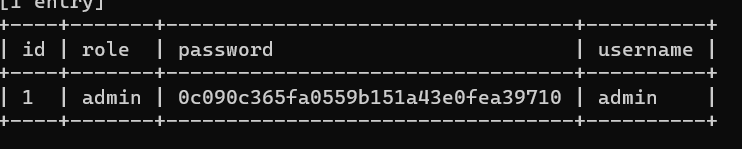 [1 entry]
+----+-------+----------------------------------+----------+
| id | role  | password                         | username |
+----+-------+----------------------------------+----------+
| 1  | admin | 0c090c365fa0559b151a43e0fea39710 | admin    |
+----+-------+----------------------------------+----------+